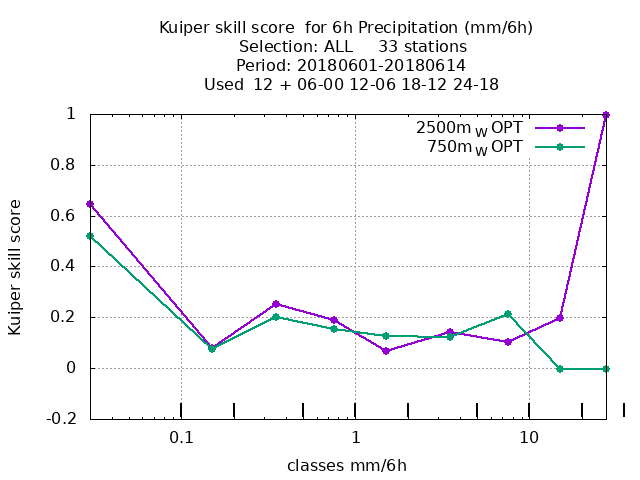 Kuiper skill score  for 6h Precipitation (mm/6h)
Selection: ALL     33 stations
Period: 20180601-20180614
Used  12 + 06-00 12-06 18-12 24-18
2500m W OPT
750m W OPT
1
0.8
0.6
0.4
0.2
0
-0.2
Kuiper skill score
0.1 1 10
classes mm/6h